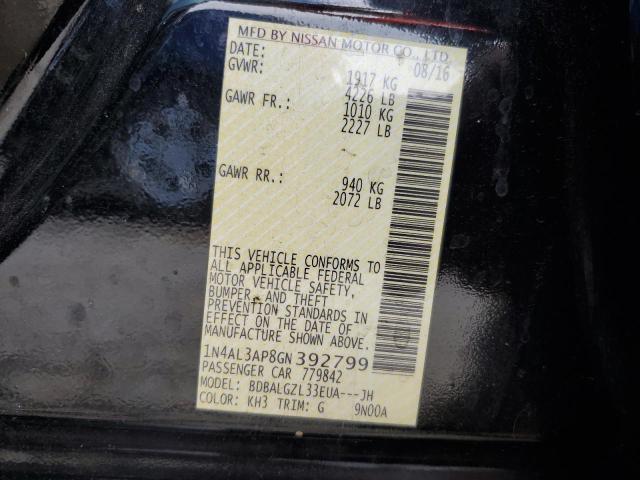 MFD BY NISSAN MOTOR CO., LTD
DATE: 08/16
GVWR: 1917 KG
4226 LB
GAWR FR.: 1010 KG
2227 LB
GAWR RR.: 940 KG
2072 LB
THIS VEHICLE CONFORMS TO
ALL APPLICABLE FEDERAL
MOTOR VEHICLE SAFETY,
BUMPER, AND THEFT
PREVENTION STANDARDS IN
EFFECT ON THE DATE OF
MANUFACTURE SHOWN ABOVE.
1N4AL3AP8GN392799
PASSENGER CAR 779842
MODEL: BDBALGZL33EUA---JH
COLOR: KH3 TRIM: G 9N00A